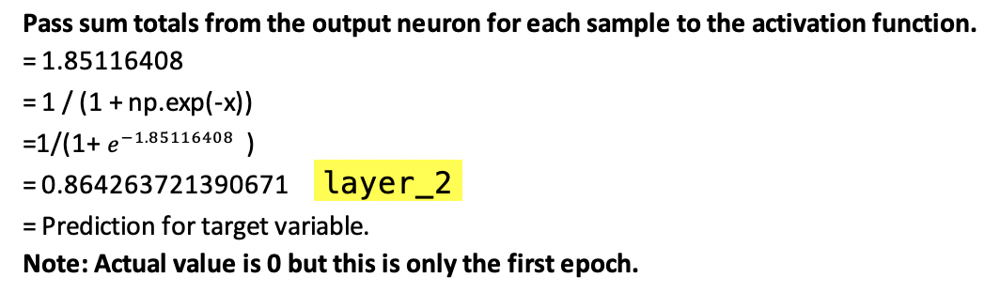 Pass sum totals from the output neuron for each sample to the activation function.
= 1.85116408
= 1 / (1 + np.exp(-x))
=1/(1+ e^−1.85116408 )
= 0.864263721390671 layer_2
= Prediction for target variable.
Note: Actual value is 0 but this is only the first epoch.